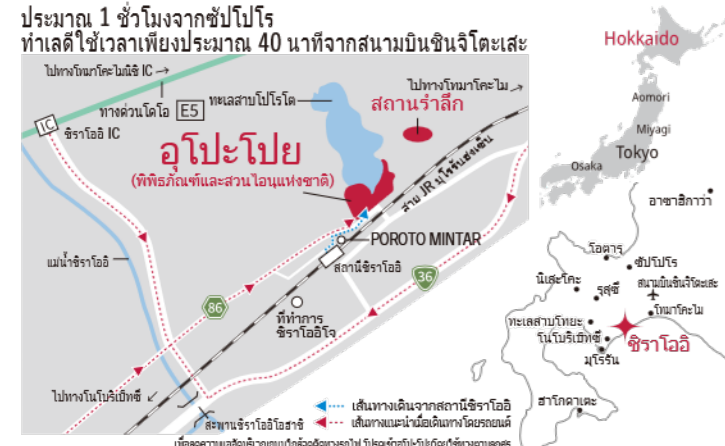 ประมาณ 1 ชั่วโมงจากซัปโปโร
ทำเลดีใช้เวลาเพียงประมาณ 40 นาทีจากสนามบินชินจิโตะเสะ
ไปทางโทมาโคะไมนิชิ IC →
ทางด่วนโดโอ E5
ทะเลสาบโปโรโต
ไปทางโทมาโคะไม →
สถานรำลึก
IC
ชิราโออิ IC
อุโปะโปย
(พิพิธภัณฑ์และสวนไอนุแห่งชาติ)
สาย JR มุโรรันฮงเซ็น
POROTO MINTAR
สถานีชิราโออิ
แม่น้ำชิราโออิ
36
86
ที่ทำการ
ชิราโออิโจ
ไปทางโนโบริเบ็ทซึ
สะพานชิราโออิโอฮาชิ
เส้นทางเดินจากสถานีชิราโออิ
เส้นทางแนะนำเมื่อเดินทางโดยรถยนต์
Hokkaido
Aomori
Miyagi
Tokyo
Osaka
อาซาฮิกาว่า
โอตารุ
ซัปโปโร
นิเสะโคะ
รุสุซึ
สนามบินชินจิโตะเสะ
โทมาโคะไม
ทะเลสาบโทยะ
โนโบริเบ็ทซึ
ชิราโออิ
มุโรรัน
ฮาโกดาเตะ